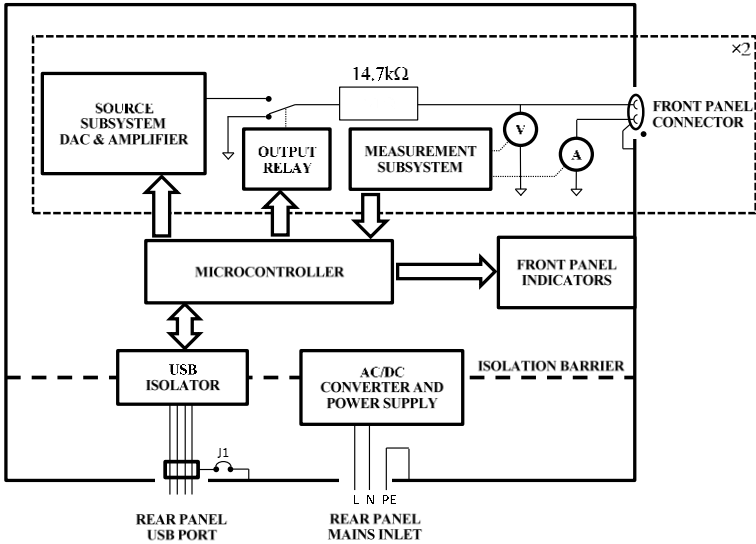 ×2
14.7kΩ
SOURCE
SUBSYSTEM
DAC & AMPLIFIER
FRONT PANEL
CONNECTOR
V
OUTPUT
RELAY
MEASUREMENT
SUBSYSTEM
A
MICROCONTROLLER
FRONT PANEL
INDICATORS
USB
ISOLATOR
AC/DC
CONVERTER AND
POWER SUPPLY
ISOLATION BARRIER
J1
L N PE
REAR PANEL
USB PORT
REAR PANEL
MAINS INLET